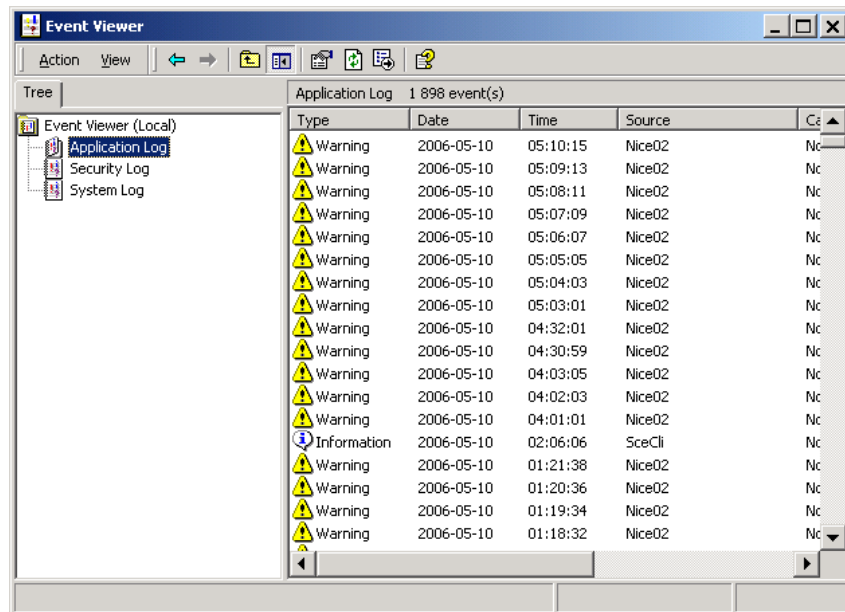 Event Viewer
Action View
Tree
Application Log 1 898 event(s)
Event Viewer (Local)
Application Log
Security Log
System Log
Type Date Time Source
Warning 2006-05-10 05:10:15 Nice02
Warning 2006-05-10 05:09:13 Nice02
Warning 2006-05-10 05:08:11 Nice02
Warning 2006-05-10 05:07:09 Nice02
Warning 2006-05-10 05:06:07 Nice02
Warning 2006-05-10 05:05:05 Nice02
Warning 2006-05-10 05:04:03 Nice02
Warning 2006-05-10 05:03:01 Nice02
Warning 2006-05-10 04:32:01 Nice02
Warning 2006-05-10 04:30:59 Nice02
Warning 2006-05-10 04:03:05 Nice02
Warning 2006-05-10 04:02:03 Nice02
Warning 2006-05-10 04:01:01 Nice02
Information 2006-05-10 02:06:06 SceCli
Warning 2006-05-10 01:21:38 Nice02
Warning 2006-05-10 01:20:36 Nice02
Warning 2006-05-10 01:19:34 Nice02
Warning 2006-05-10 01:18:32 Nice02